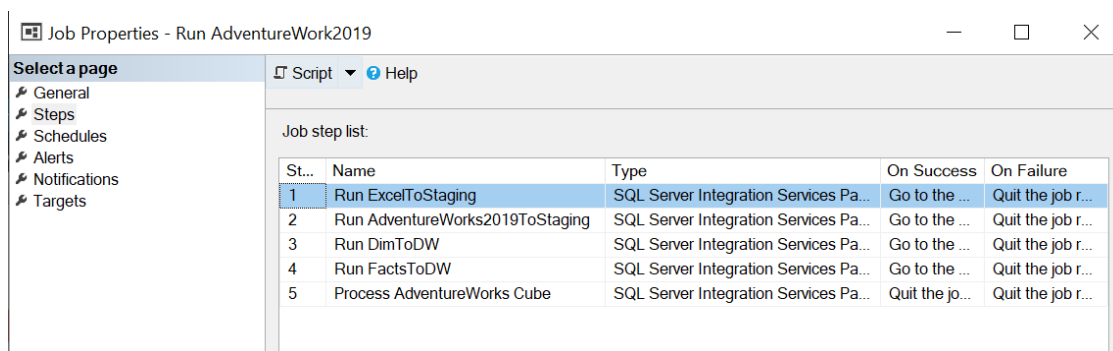 Job Properties - Run AdventureWork2019
Select a page
General
Steps
Schedules
Alerts
Notifications
Targets
Script Help
Job step list:
St... Name Type On Success On Failure
1 Run ExcelToStaging SQL Server Integration Services Pa... Go to the ... Quit the job r...
2 Run AdventureWorks2019ToStaging SQL Server Integration Services Pa... Go to the ... Quit the job r...
3 Run DimToDW SQL Server Integration Services Pa... Go to the ... Quit the job r...
4 Run FactsToDW SQL Server Integration Services Pa... Go to the ... Quit the job r...
5 Process AdventureWorks Cube SQL Server Integration Services Pa... Quit the jo... Quit the job r...